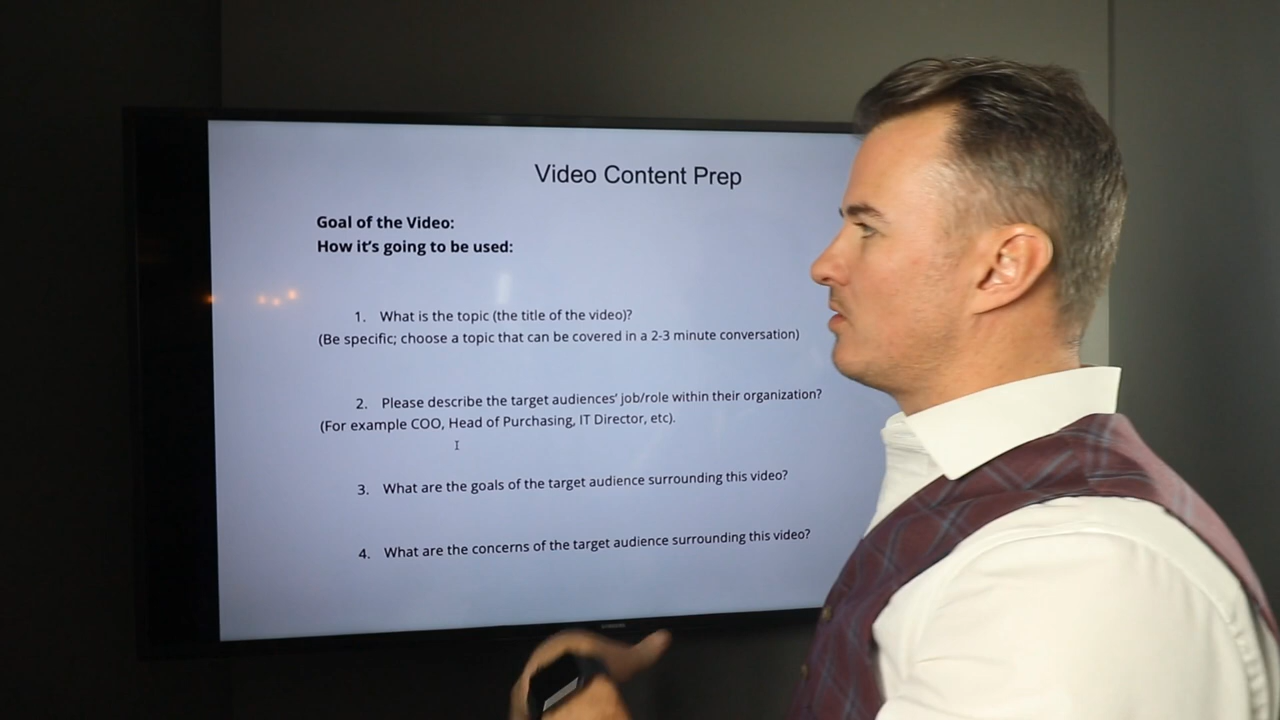 Video Content Prep
Goal of the Video:
How it's going to be used:
1. What is the topic (the title of the video)?
(Be specific; choose a topic that can be covered in a 2-3 minute conversation)
2. Please describe the target audiences' job/role within their organization?
(For example COO, Head of Purchasing, IT Director, etc).
3. What are the goals of the target audience surrounding this video?
4. What are the concerns of the target audience surrounding this video?
SAMSUNG